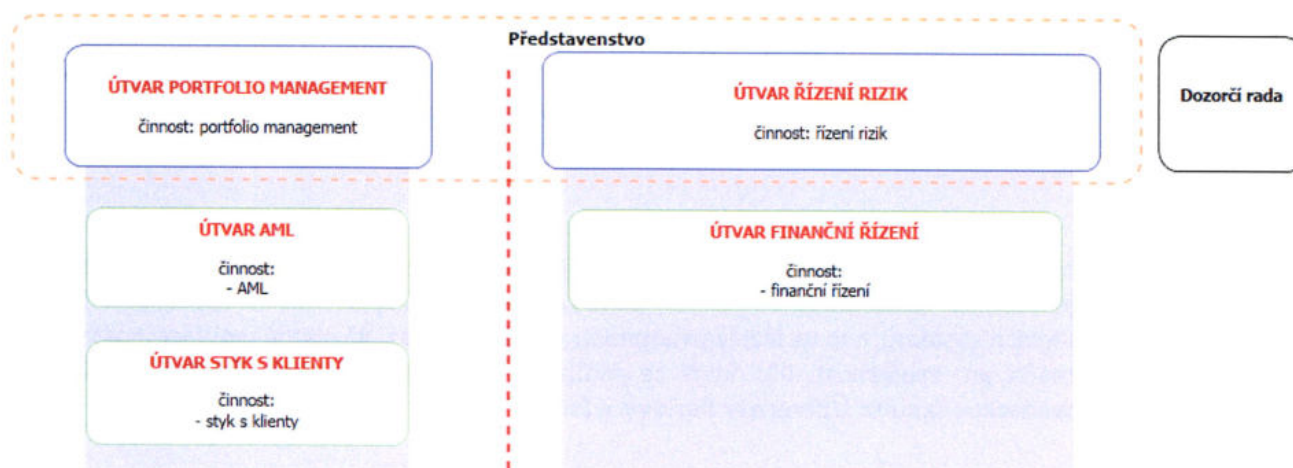 Představenstvo
ÚTVAR PORTFOLIO MANAGEMENT
činnost: portfolio management
ÚTVAR ŘÍZENÍ RIZIK
činnost: řízení rizik
Dozorčí rada
ÚTVAR AML
činnost:
- AML
ÚTVAR FINANČNÍ ŘÍZENÍ
činnost:
- finanční řízení
ÚTVAR STYK S KLIENTY
činnost:
- styk s klienty